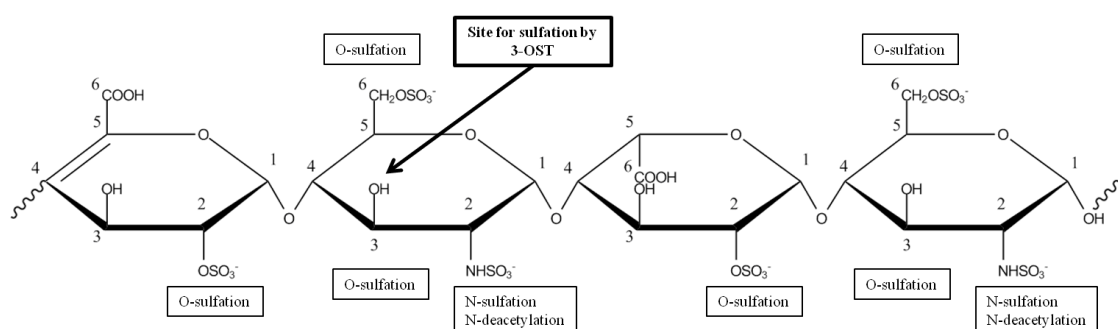 Site for sulfation by
3-OST
O-sulfation
O-sulfation
6
COOH
5
O
4
1
OH
2
3
OSO₃⁻
O-sulfation
O
6
CH₂OSO₃⁻
5
O
4
1
OH
2
3
NHSO₃⁻
O-sulfation
N-sulfation
N-deacetylation
O
5
O
4
6
COOH
OH
1
2
3
OSO₃⁻
O-sulfation
O
6
CH₂OSO₃⁻
5
O
4
1
OH
2
3
OH
NHSO₃⁻
O-sulfation
N-sulfation
N-deacetylation